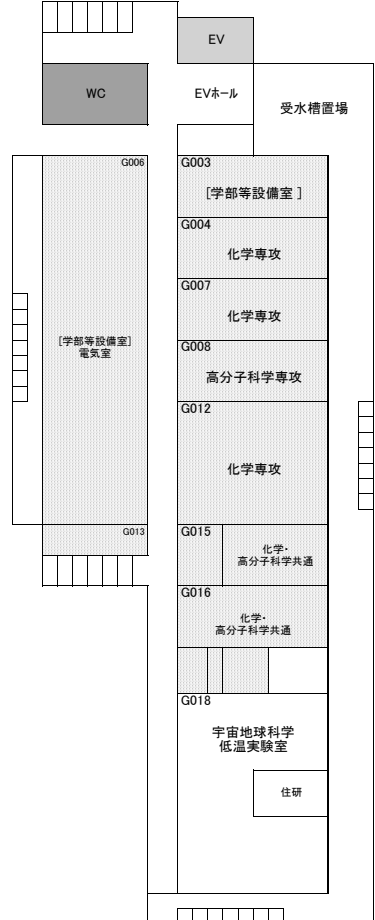 EV
WC
EVホール
受水槽置場
G006
[学部等設備室]
電気室
G013
G003
[学部等設備室 ]
G004
化学専攻
G007
化学専攻
G008
高分子科学専攻
G012
化学専攻
G015
化学・
高分子科学共通
G016
化学・
高分子科学共通
G018
宇宙地球科学
低温実験室
住研